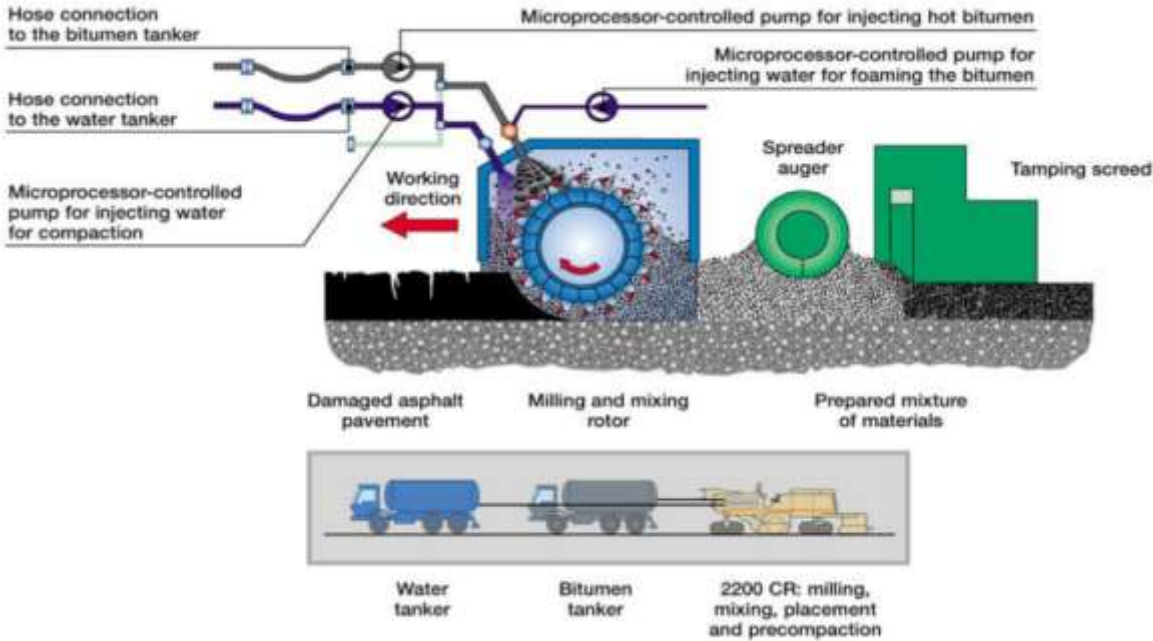 Hose connection
to the bitumen tanker
Microprocessor-controlled pump for injecting hot bitumen
Microprocessor-controlled pump for
injecting water for foaming the bitumen
Hose connection
to the water tanker
Microprocessor-controlled
pump for injecting water
for compaction
Working
direction
Spreader
auger
Tamping screed
Damaged asphalt
pavement
Milling and mixing
rotor
Prepared mixture
of materials
Water
tanker
Bitumen
tanker
2200 CR: milling,
mixing, placement
and precompaction